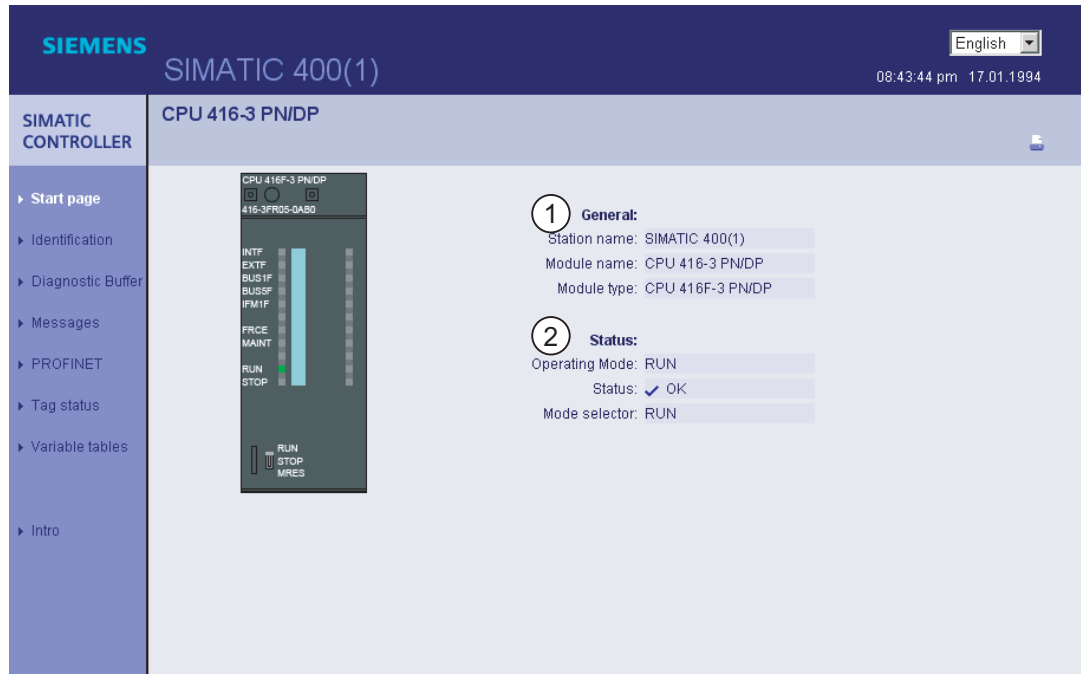 SIEMENS
SIMATIC 400(1)
English
08:43:44 pm 17.01.1994
SIMATIC
CONTROLLER
CPU 416-3 PN/DP
Start page
Identification
Diagnostic Buffer
Messages
PROFINET
Tag status
Variable tables
Intro
CPU 416F-3 PN/DP
416-3FR05-0AB0
INTF
EXTF
BUS1F
BUS5F
IFM1F
FRCE
MAINT
RUN
STOP
RUN
STOP
MRES
1 General:
Station name: SIMATIC 400(1)
Module name: CPU 416-3 PN/DP
Module type: CPU 416F-3 PN/DP
2 Status:
Operating Mode: RUN
Status: ✓ OK
Mode selector: RUN